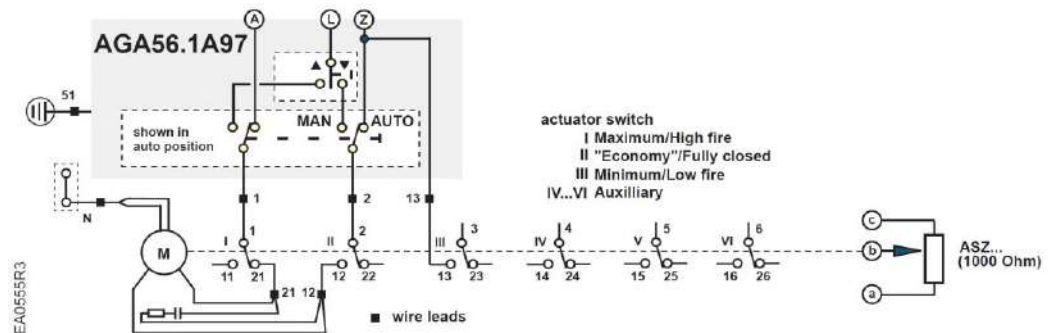 A L Z
AGA56.1A97
51
shown in
auto position
MAN AUTO
actuator switch
I Maximum/High fire
II "Economy"/Fully closed
III Minimum/Low fire
IV...VI Auxilliary
1 2 13
N
M
I 1 II 2 III 3 IV 4 V 5 VI 6
11 21 12 22 13 23 14 24 15 25 16 26
21 12
c
b
a
ASZ...
(1000 Ohm)
wire leads
EA0555R3